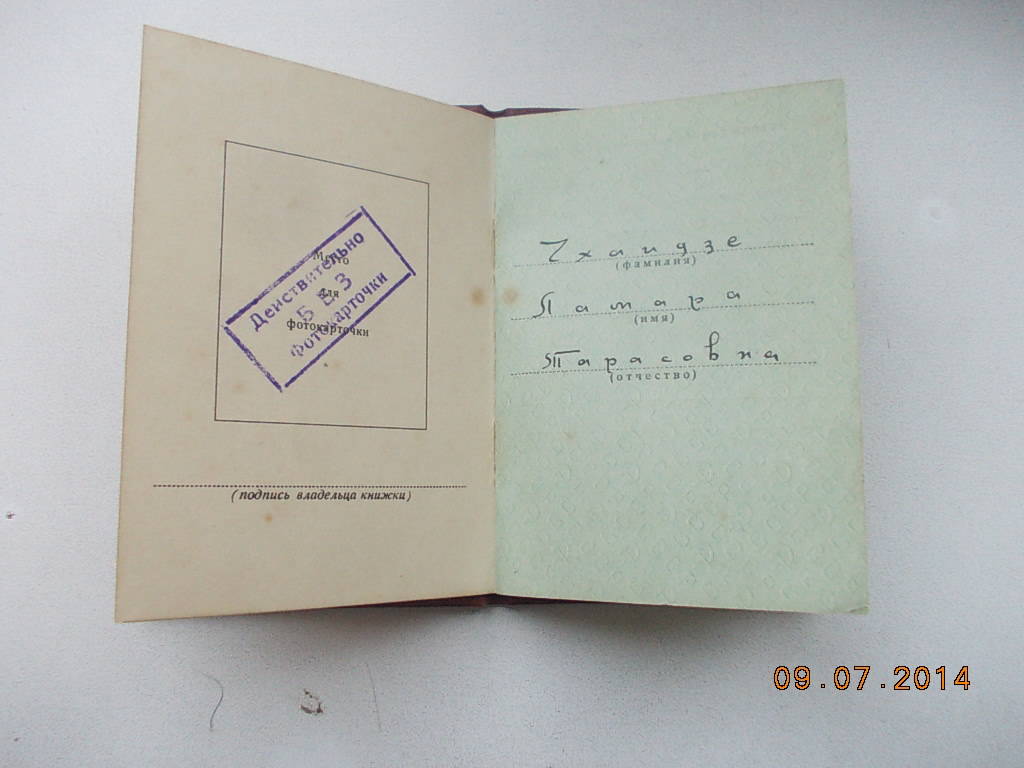 Место
для
фотокарточки
Действительно
БЕЗ
Фотокарточки
(подпись владельца книжки)
Чхаидзе
(фамилия)
Тамара
(имя)
Тарасовна
(отчество)
09.07.2014